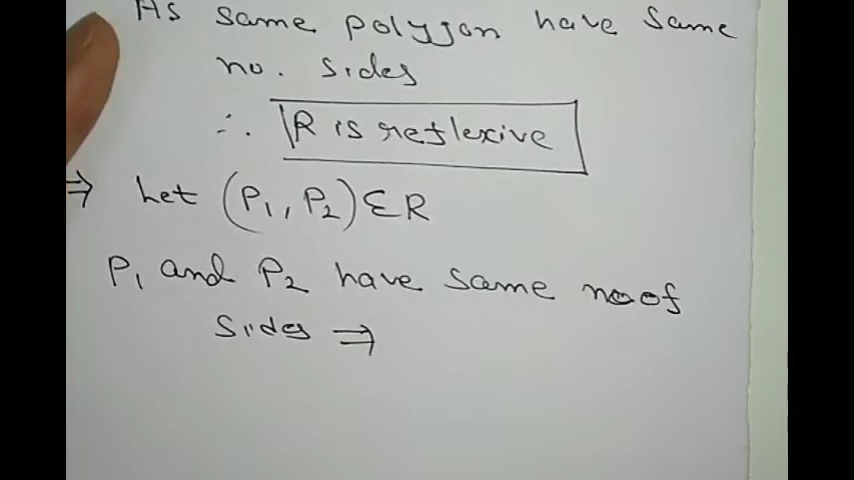 As same polygon have same
no. sides
∴ R is reflexive
⇒ Let (P₁, P₂) ∈ R
P₁ and P₂ have same no of
sides ⇒